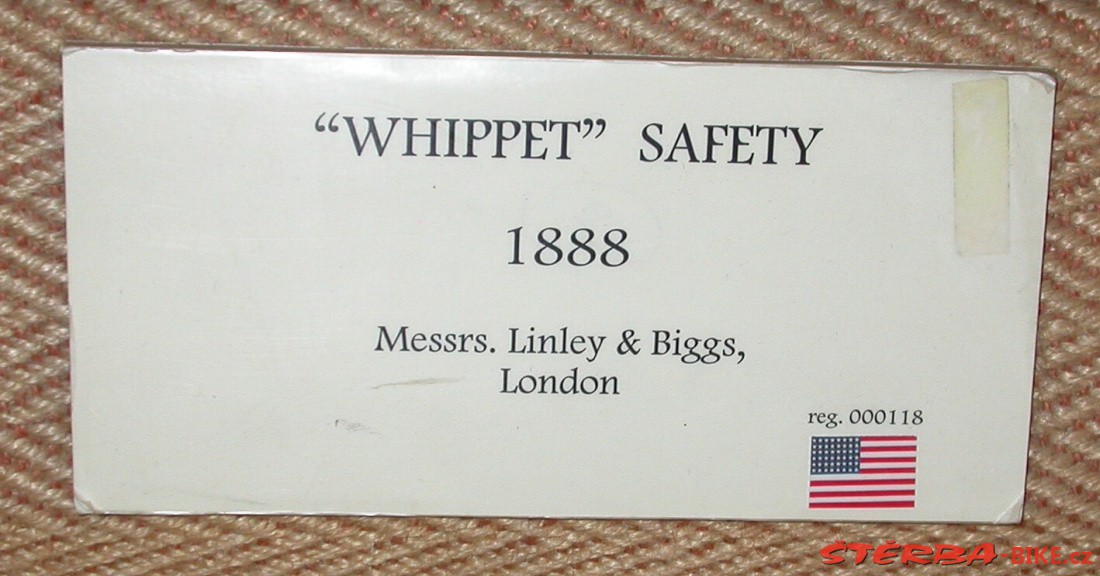 “WHIPPET” SAFETY
1888
Messrs. Linley & Biggs,
London
reg. 000118
ŠTĚRBA-BIKE.cz